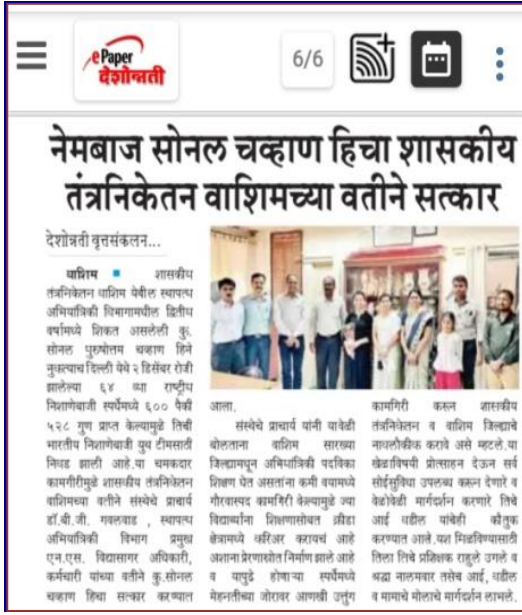 ePaper
देशोन्नती
6/6
नेमबाज सोनल चव्हाण हिचा शासकीय
तंत्रनिकेतन वाशिमच्या वतीने सत्कार
देशोन्नती वृत्तसंकलन...
वाशिम ■ शासकीय
तंत्रनिकेतन वाशिम येथील स्थापत्य
अभियांत्रिकी विभागामधील द्वितीय
वर्षामध्ये शिकत असलेली कु.
सोनल पुरुषोत्तम चव्हाण हिने
नुकत्याच दिल्ली येथे २ डिसेंबर रोजी
झालेल्या ६४ व्या राष्ट्रीय
निशाणेबाजी स्पर्धेमध्ये ६०० पैकी
५२८ गुण प्राप्त केल्यामुळे तिची
भारतीय निशाणेबाजी युथ टीमसाठी
निवड झाली आहे.या चमकदार
कामगीरीमुळे शासकीय तंत्रनिकेतन
वाशिमच्या वतीने संस्थेचे प्राचार्य
डॉ.बी.जी. गवलवाड , स्थापत्य
अभियांत्रिकी विभाग प्रमुख
एन.एस. विद्यासागर अधिकारी,
कर्मचारी यांच्या वतीने कु.सोनल
चव्हाण हिचा सत्कार करण्यात
आला.
संस्थेचे प्राचार्य यांनी यावेळी
बोलताना वाशिम सारख्या
जिल्ह्यामधून अभियांत्रिकी पदविका
शिक्षण घेत असतांना कमी वयामध्ये
गौरवास्पद कामगिरी केल्यामुळे ज्या
विद्यार्थ्यांना शिक्षणासोबत क्रीडा
क्षेत्रामध्ये करिअर करायचं आहे
अशाना प्रेरणास्रोत निर्माण झाले आहे
व यापुढे होणाऱ्या स्पर्धेमध्ये
मेहनतीच्या जोरावर आणखी उत्तुंग
कामगिरी करून शासकीय
तंत्रनिकेतन व वाशिम जिल्ह्याचे
नावलौकीक करावे असे म्हटले.या
खेळाविषयी प्रोत्साहन देऊन सर्व
सोईसुविधा उपलब्ध करून देणारे व
वेळोवेळी मार्गदर्शन करणारे तिचे
आई वडील यांचेही कौतुक
करण्यात आले.यश मिळविण्यासाठी
तिला तिचे प्रशिक्षक राहुले उगले व
श्रद्धा नालमवार तसेच आई, वडील
व मामाचे मोलाचे मार्गदर्शन लाभले.